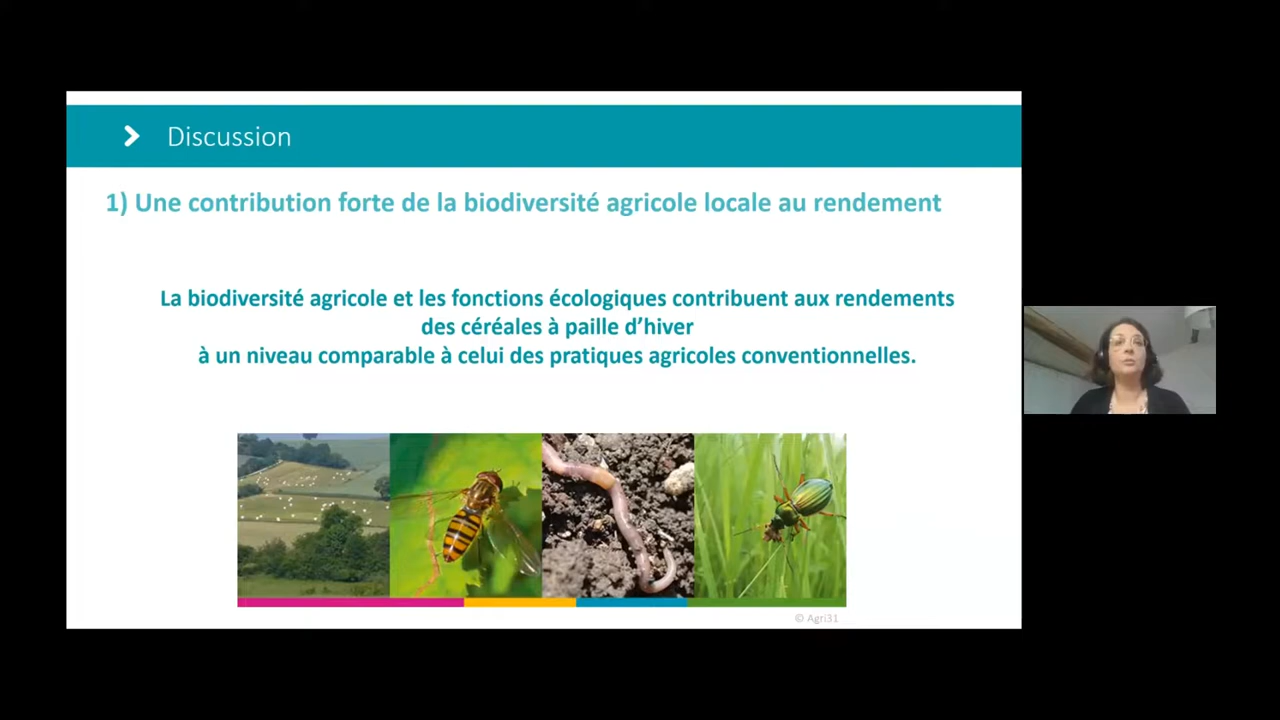 Discussion
1) Une contribution forte de la biodiversité agricole locale au rendement
La biodiversité agricole et les fonctions écologiques contribuent aux rendements
des céréales à paille d’hiver
à un niveau comparable à celui des pratiques agricoles conventionnelles.
© Agri31